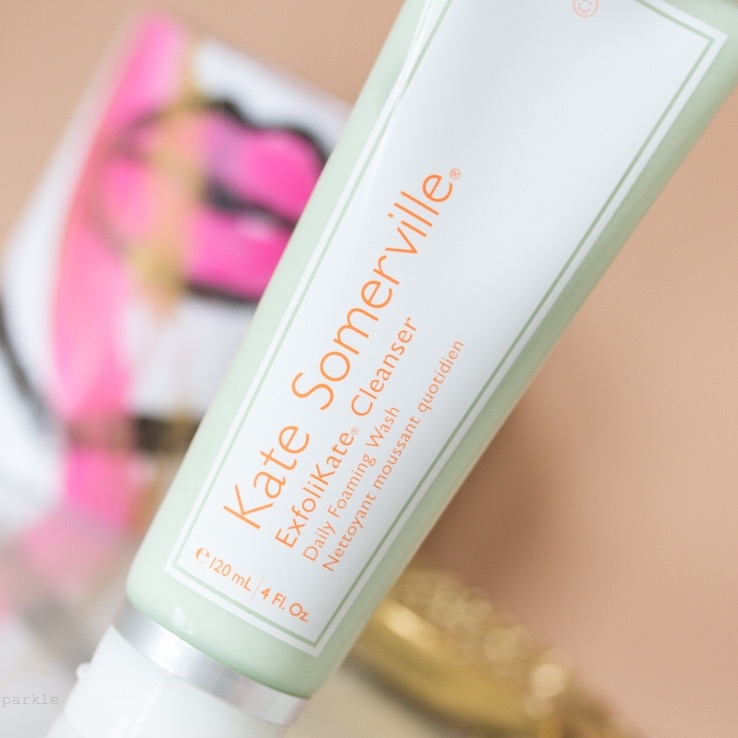 Kate Somerville®
ExfoliKate® Cleanser
Daily Foaming Wash
Nettoyant moussant quotidien
℮ 120 mL | 4 Fl. Oz
parkle